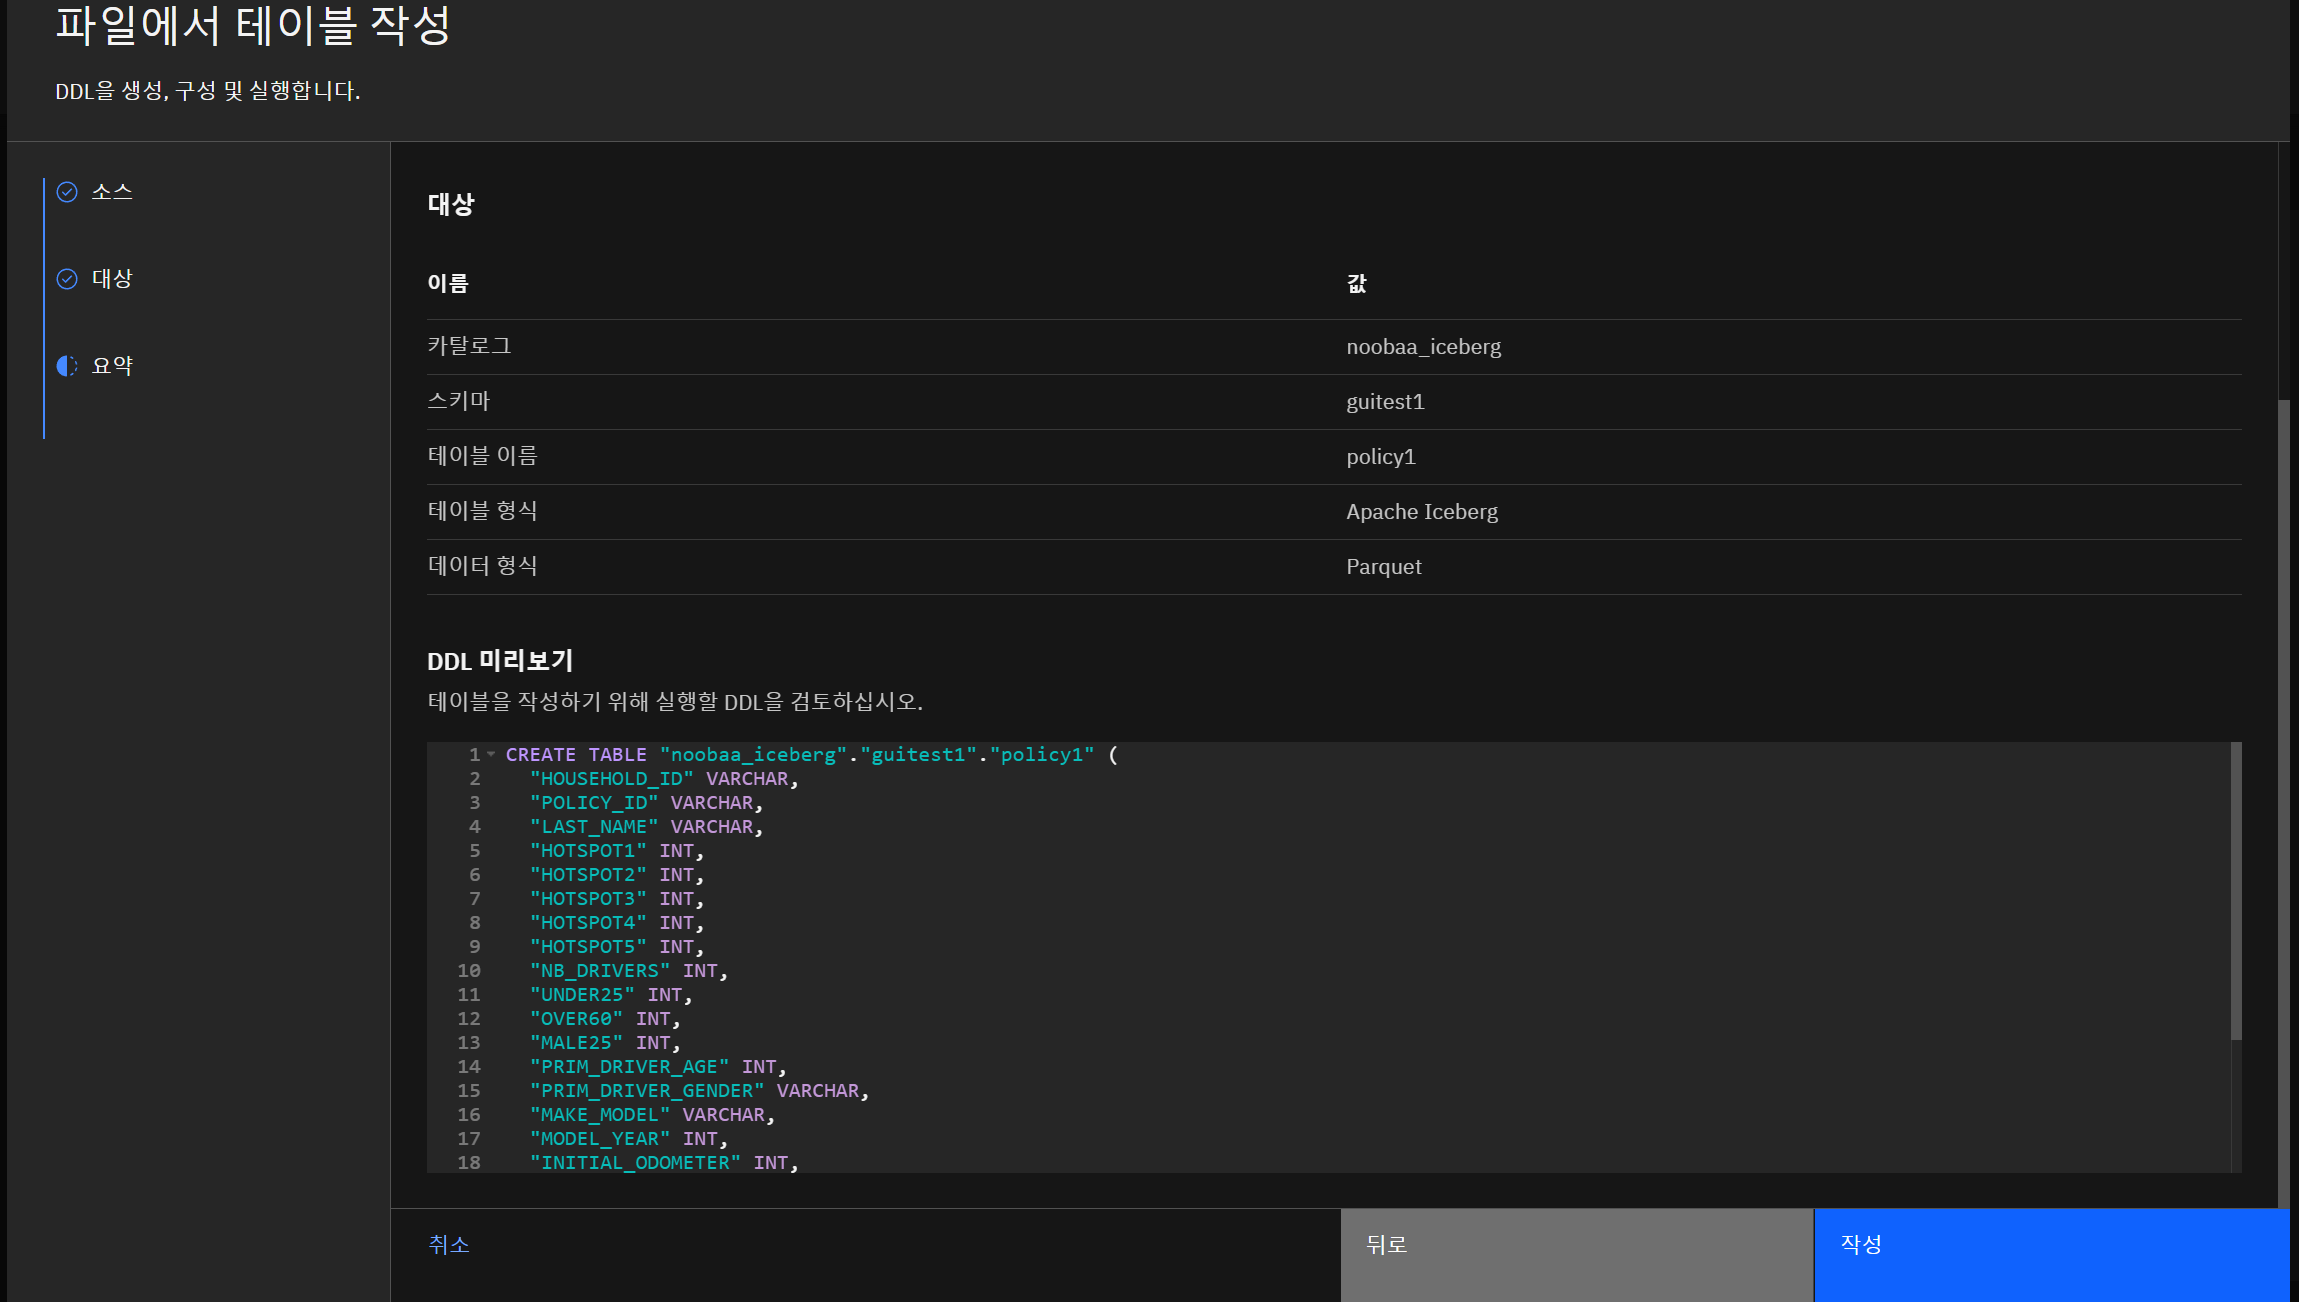 파일에서 테이블 작성
DDL을 생성, 구성 및 실행합니다.
소스
대상
요약
대상
이름 값
카탈로그 noobaa_iceberg
스키마 guitest1
테이블 이름 policy1
테이블 형식 Apache Iceberg
데이터 형식 Parquet
DDL 미리보기
테이블을 작성하기 위해 실행할 DDL을 검토하십시오.
1 CREATE TABLE "noobaa_iceberg"."guitest1"."policy1" (
2 "HOUSEHOLD_ID" VARCHAR,
3 "POLICY_ID" VARCHAR,
4 "LAST_NAME" VARCHAR,
5 "HOTSPOT1" INT,
6 "HOTSPOT2" INT,
7 "HOTSPOT3" INT,
8 "HOTSPOT4" INT,
9 "HOTSPOT5" INT,
10 "NB_DRIVERS" INT,
11 "UNDER25" INT,
12 "OVER60" INT,
13 "MALE25" INT,
14 "PRIM_DRIVER_AGE" INT,
15 "PRIM_DRIVER_GENDER" VARCHAR,
16 "MAKE_MODEL" VARCHAR,
17 "MODEL_YEAR" INT,
18 "INITIAL_ODOMETER" INT,
취소 뒤로 작성